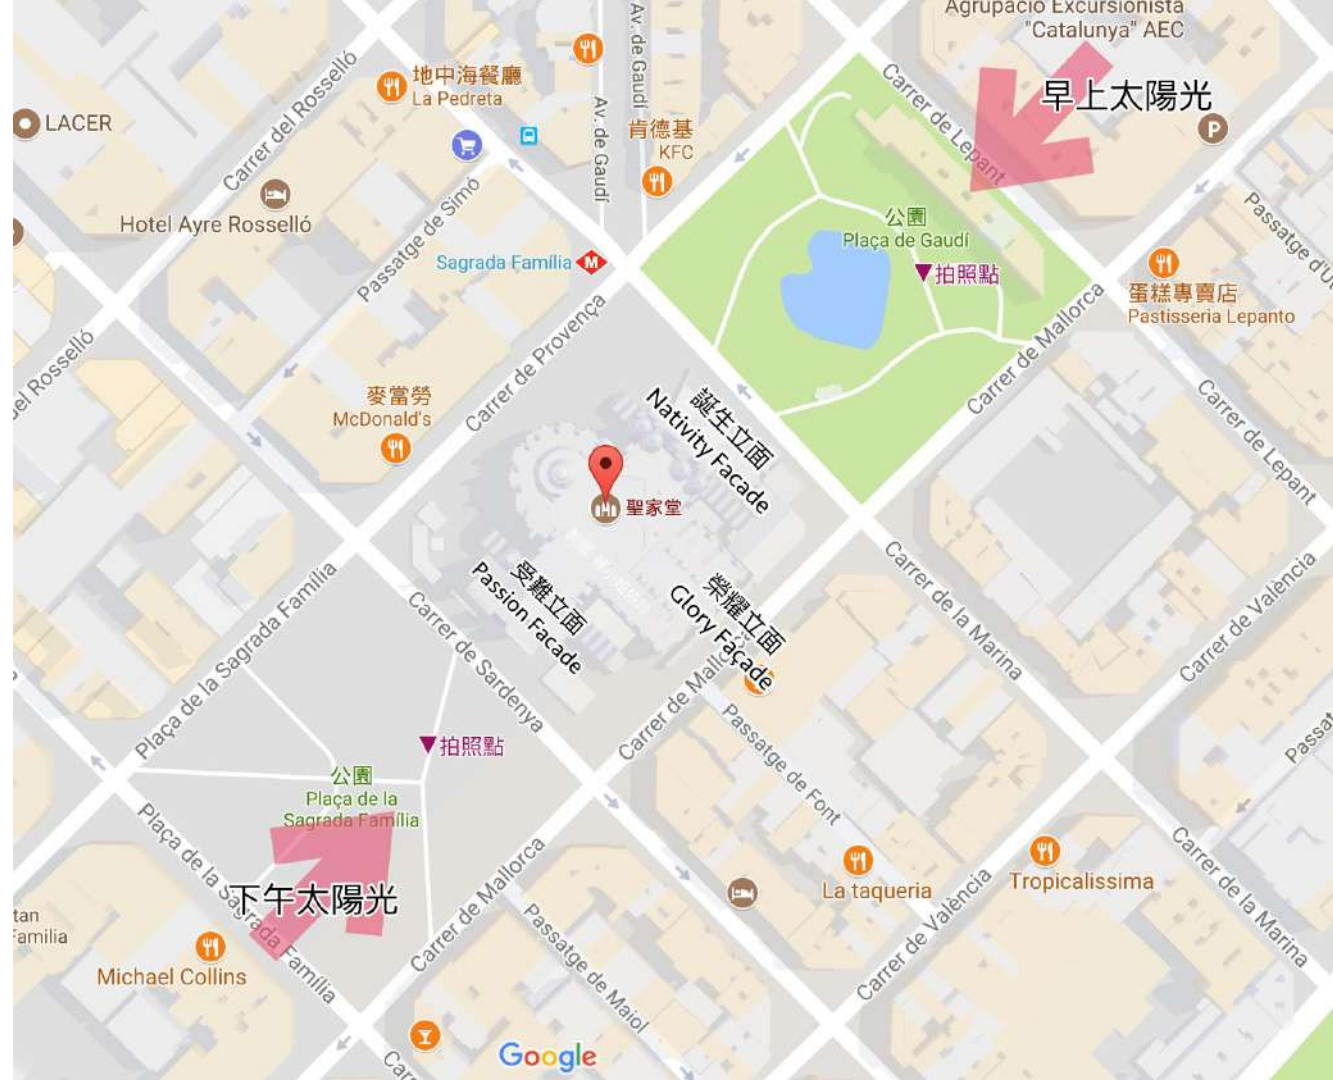 Agrupació Excursionista
"Catalunya" AEC
早上太陽光
P
Carrer de Lepant
Av. de Gaudí
Av. de Gaudí
Carrer del Rosselló
地中海餐廳
La Pedreta
LACER
肯德基
KFC
Hotel Ayre Rosselló
Passatge de Simó
Sagrada Família
M
公園
Plaça de Gaudí
▼拍照點
Passatge d'U
蛋糕專賣店
Pastisseria Lepanto
Carrer de Mallorca
Carrer de Provença
del Rosselló
麥當勞
McDonald's
誕生立面
Nativity Facade
聖家堂
Carrer de Lepant
受難立面
Passion Facade
榮耀立面
Glory Façade
Carrer de la Marina
Carrer de València
Plaça de la Sagrada Família
Carrer de Sardenya
Carrer de Mallo
▼拍照點
公園
Plaça de la
Sagrada Família
Passatge de Font
Passat
Plaça de la Sagrada Família
下午太陽光
Carrer de Mallorca
La taqueria
Tropicalissima
Carrer de València
Carrer de la Marina
tan
Familia
Michael Collins
Passatge de Maiol
Google
Car